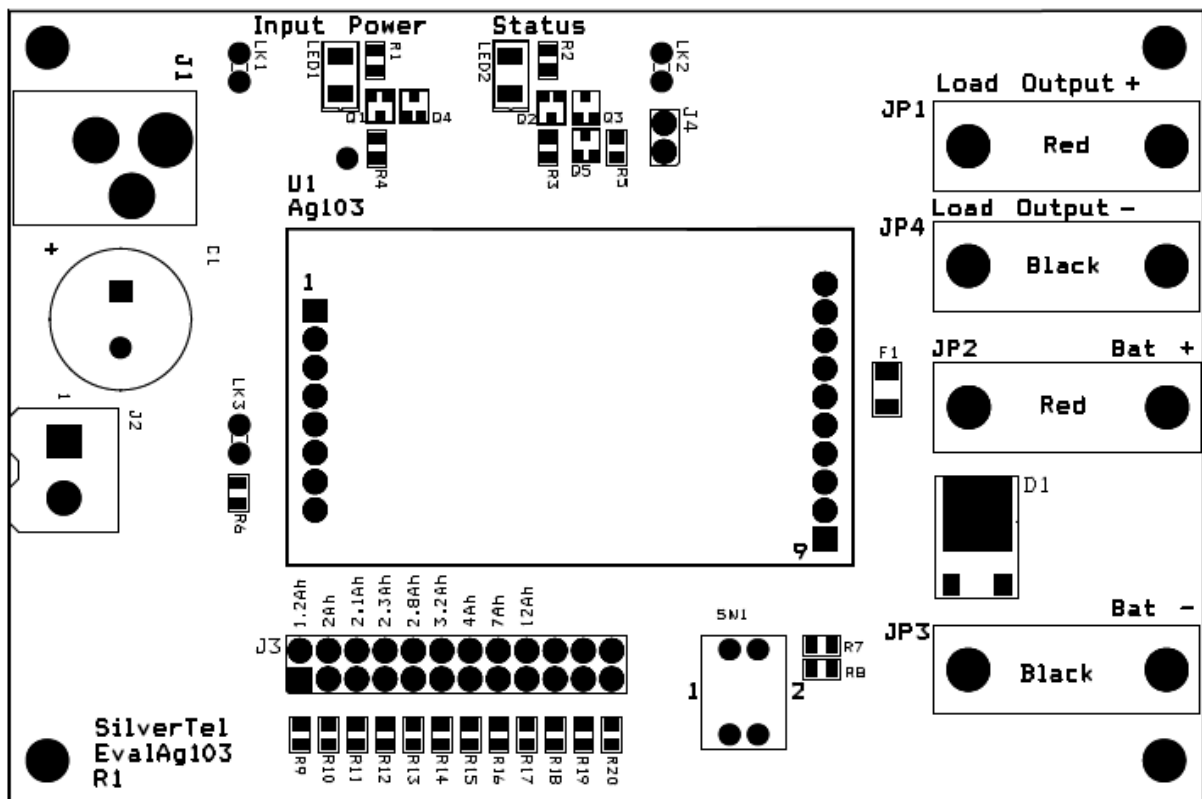 Input Power
Status
J1
LK1
LED1
R1
LED2
R2
LK2
Q1
Q4
Q2
Q3
J4
R4
R3
Q5
R5
Load Output +
JP1
Red
Load Output -
JP4
Black
U1
Ag103
+
C1
1
9
F1
JP2
Bat +
Red
LK3
1
J2
R6
D1
Bat -
JP3
Black
1.2Ah
2Ah
2.1Ah
2.3Ah
2.8Ah
3.2Ah
4Ah
7Ah
12Ah
J3
SW1
1
2
R7
R8
R9
R10
R11
R12
R13
R14
R15
R16
R17
R18
R19
R20
SilverTel
EvalAg103
R1